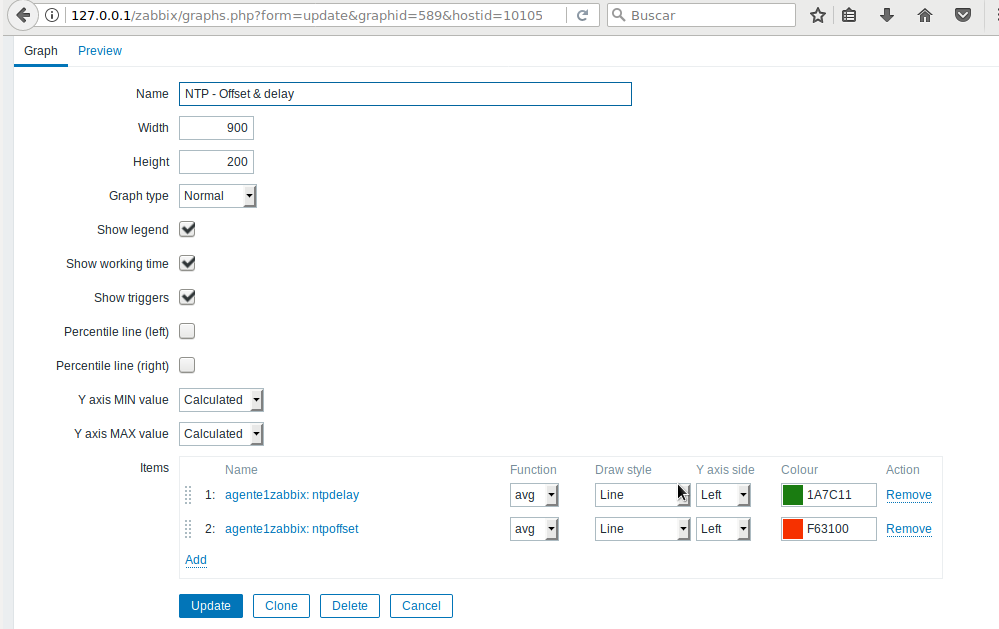 127.0.0.1/zabbix/graphs.php?form=update&graphid=589&hostid=10105 Buscar
Graph Preview
Name NTP - Offset & delay
Width 900
Height 200
Graph type Normal
Show legend
Show working time
Show triggers
Percentile line (left)
Percentile line (right)
Y axis MIN value Calculated
Y axis MAX value Calculated
Items Name Function Draw style Y axis side Colour Action
1: agente1zabbix: ntpdelay avg Line Left 1A7C11 Remove
2: agente1zabbix: ntpoffset avg Line Left F63100 Remove
Add
Update Clone Delete Cancel